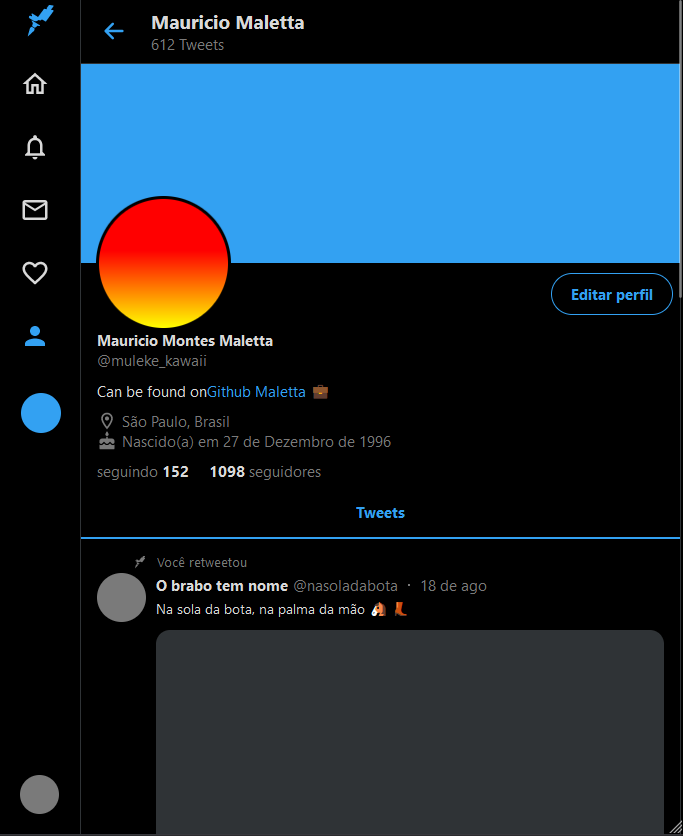 Mauricio Maletta
612 Tweets
Editar perfil
Mauricio Montes Maletta
@muleke_kawaii
Can be found onGithub Maletta 💼
São Paulo, Brasil
Nascido(a) em 27 de Dezembro de 1996
seguindo 152 1098 seguidores
Tweets
Você retweetou
O brabo tem nome @nasoladabota · 18 de ago
Na sola da bota, na palma da mão 🐴 👢